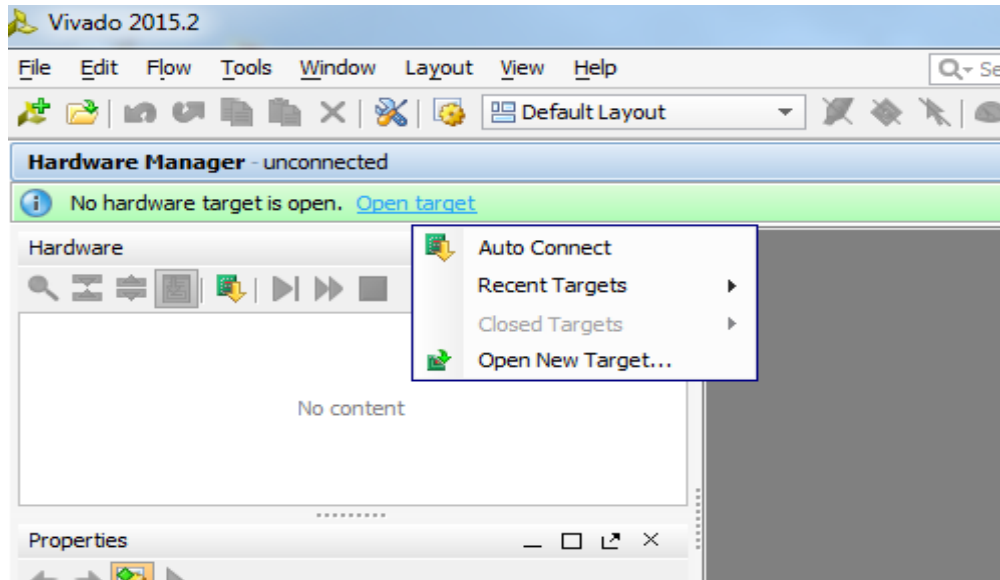 Vivado 2015.2
File Edit Flow Tools Window Layout View Help
Default Layout
Hardware Manager - unconnected
No hardware target is open. Open target
Hardware
Auto Connect
Recent Targets
Closed Targets
Open New Target...
No content
Properties